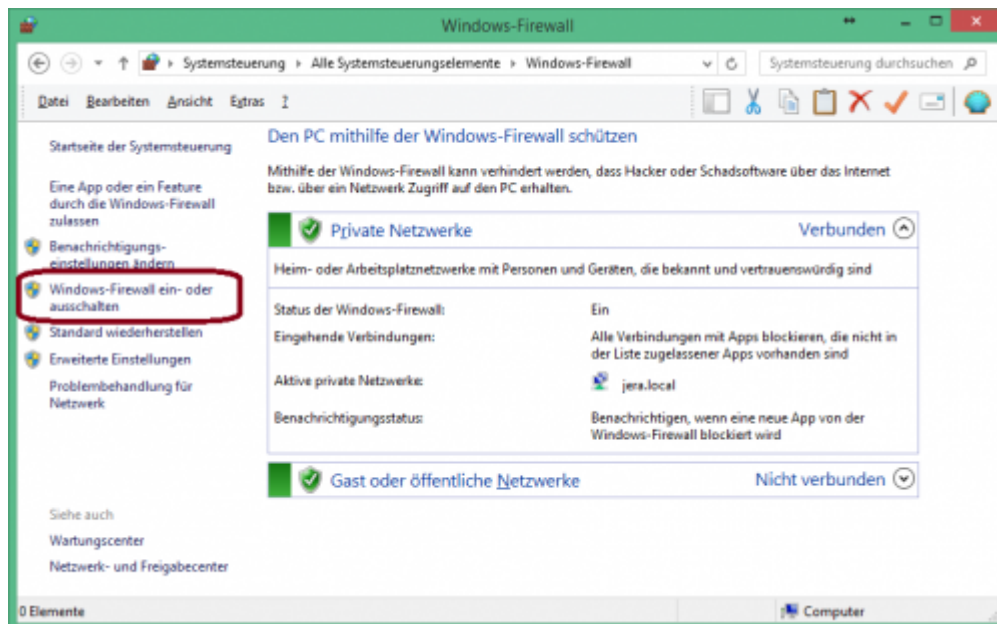 Windows-Firewall
Systemsteuerung Alle Systemsteuerungselemente Windows-Firewall
Systemsteuerung durchsuchen
Datei Bearbeiten Ansicht Extras ?
Startseite der Systemsteuerung
Eine App oder ein Feature
durch die Windows-Firewall
zulassen
Benachrichtigungs-
einstellungen ändern
Windows-Firewall ein- oder
ausschalten
Standard wiederherstellen
Erweiterte Einstellungen
Problembehandlung für
Netzwerk
Siehe auch
Wartungscenter
Netzwerk- und Freigabecenter
Den PC mithilfe der Windows-Firewall schützen
Mithilfe der Windows-Firewall kann verhindert werden, dass Hacker oder Schadsoftware über das Internet
bzw. über ein Netzwerk Zugriff auf den PC erhalten.
Private Netzwerke Verbunden
Heim- oder Arbeitsplatznetzwerke mit Personen und Geräten, die bekannt und vertrauenswürdig sind
Status der Windows-Firewall: Ein
Eingehende Verbindungen: Alle Verbindungen mit Apps blockieren, die nicht in
der Liste zugelassener Apps vorhanden sind
Aktive private Netzwerke: jera.local
Benachrichtigungsstatus: Benachrichtigen, wenn eine neue App von der
Windows-Firewall blockiert wird
Gast oder öffentliche Netzwerke Nicht verbunden
0 Elemente Computer